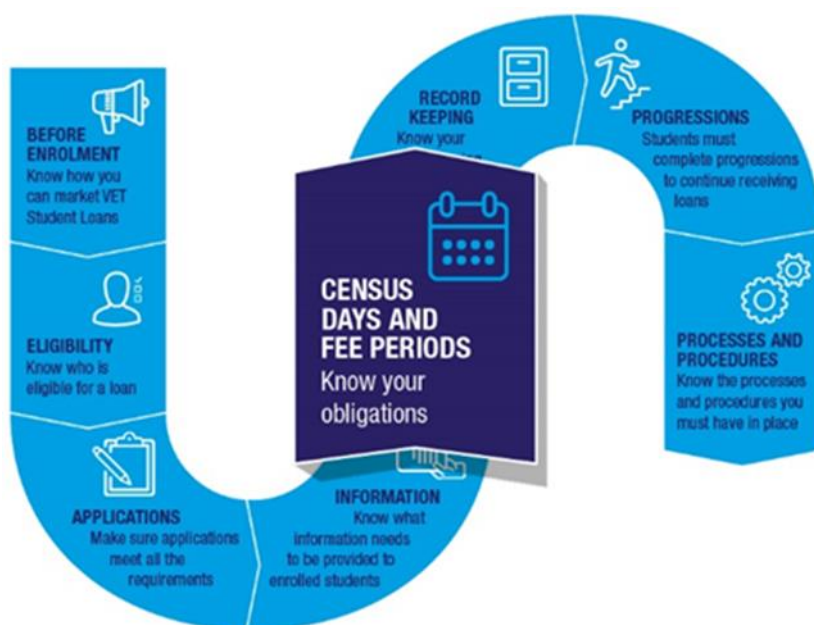 BEFORE
ENROLMENT
Know how you
can market VET
Student Loans
ELIGIBILITY
Know who is
eligible for a loan
APPLICATIONS
Make sure applications
meet all the
requirements
INFORMATION
Know what
information needs
to be provided to
enrolled students
CENSUS
DAYS AND
FEE PERIODS
Know your
obligations
RECORD
KEEPING
Know your
PROGRESSIONS
Students must
complete progressions
to continue receiving
loans
PROCESSES AND
PROCEDURES
Know the processes
and procedures you
must have in place